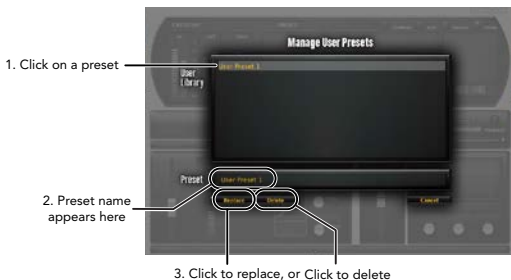 Manage User Presets
1. Click on a preset
User Preset 1
User
Library
Preset
User Preset 1
2. Preset name
appears here
Replace
Delete
Cancel
3. Click to replace, or Click to delete